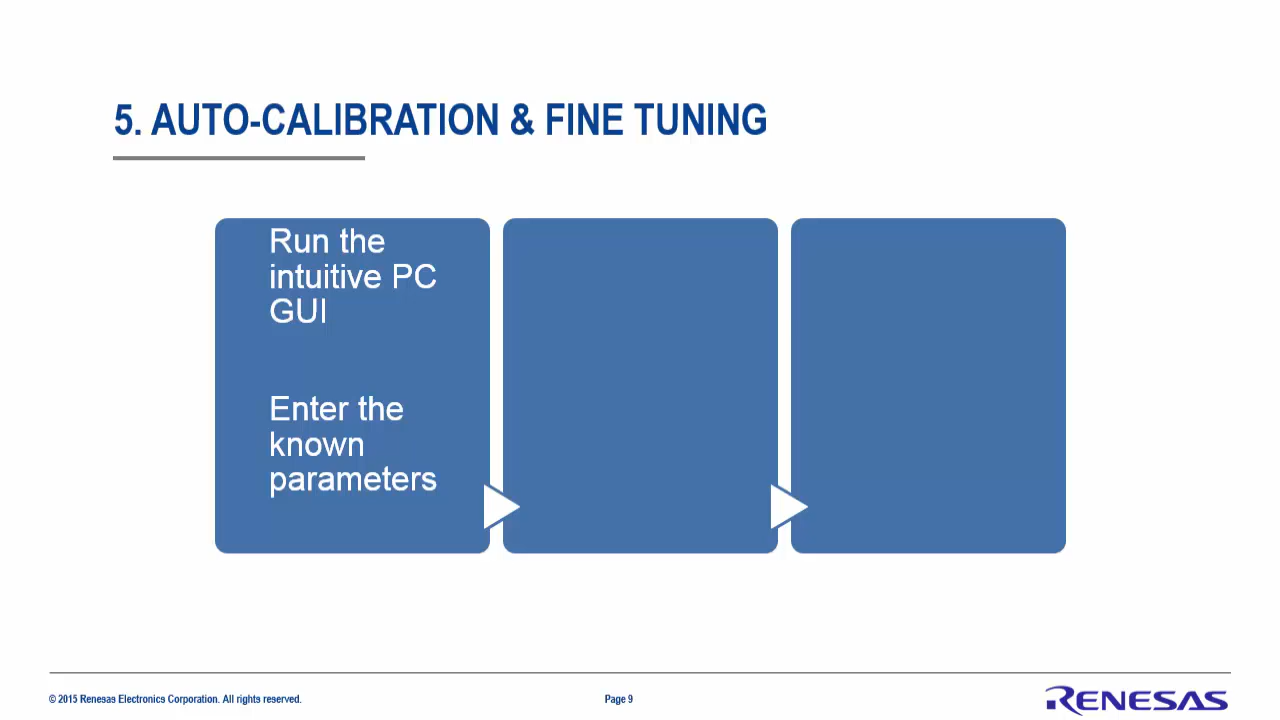 5. AUTO-CALIBRATION & FINE TUNING
Run the
intuitive PC
GUI
Enter the
known
parameters
© 2015 Renesas Electronics Corporation. All rights reserved.
Page 9
RENESAS